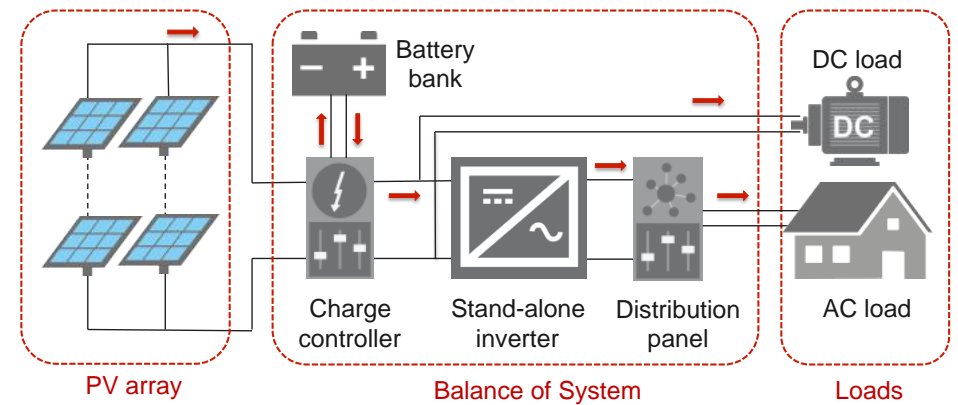 Battery
bank
DC load
DC
Charge
controller
Stand-alone
inverter
Distribution
panel
AC load
PV array
Balance of System
Loads